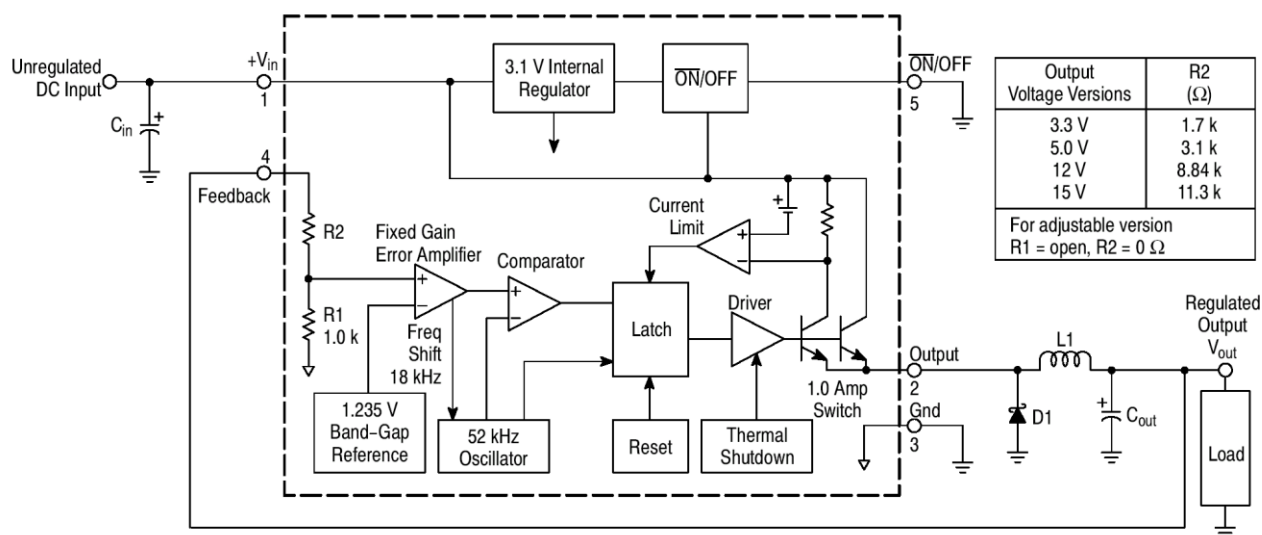 Unregulated
DC Input
+Vin
1
Cin
4
Feedback
3.1 V Internal
Regulator
ON/OFF
ON/OFF
5
Output
Voltage Versions
R2
(Ω)
3.3 V
1.7 k
5.0 V
3.1 k
12 V
8.84 k
15 V
11.3 k
For adjustable version
R1 = open, R2 = 0 Ω
R2
R1
1.0 k
Fixed Gain
Error Amplifier
+
−
Freq
Shift
18 kHz
Comparator
+
−
Current
Limit
+
−
+
Latch
Driver
1.0 Amp
Switch
1.235 V
Band−Gap
Reference
52 kHz
Oscillator
Reset
Thermal
Shutdown
Output
2
Gnd
3
D1
L1
+
Cout
Regulated
Output
Vout
Load
+